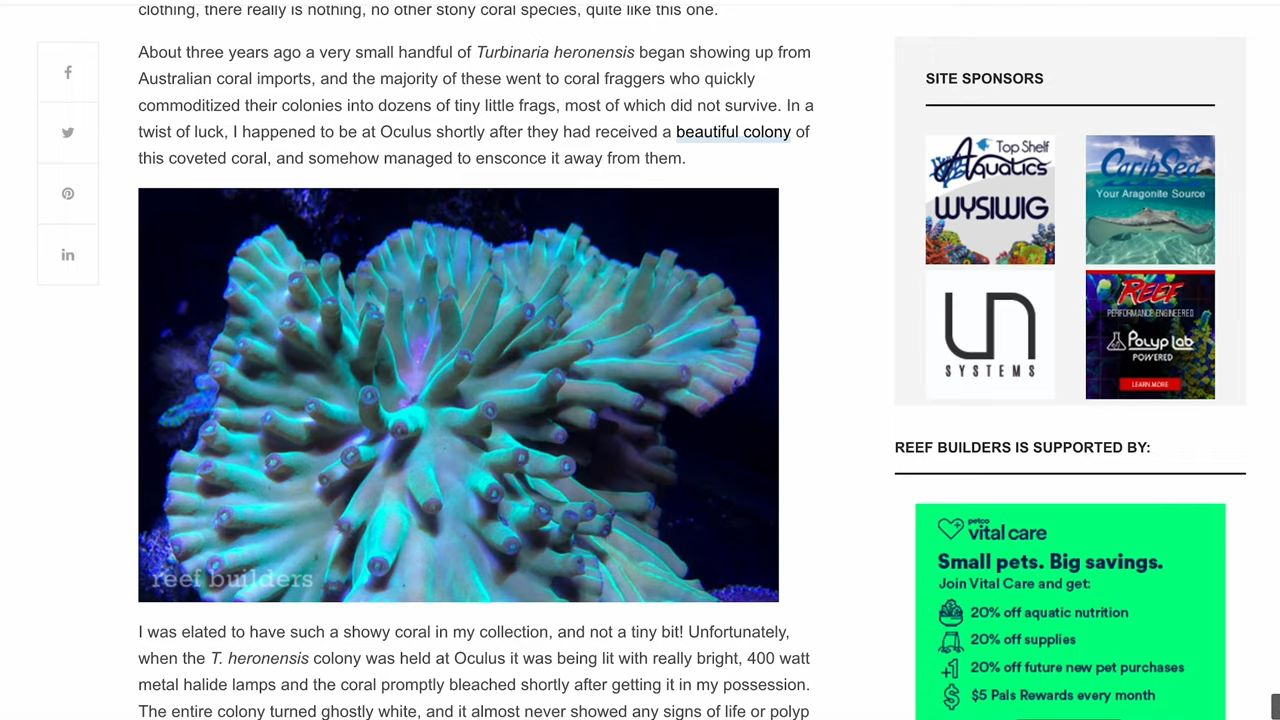 clothing, there really is nothing, no other stony coral species, quite like this one.
About three years ago a very small handful of Turbinaria heronensis began showing up from
Australian coral imports, and the majority of these went to coral fraggers who quickly
commoditized their colonies into dozens of tiny little frags, most of which did not survive. In a
twist of luck, I happened to be at Oculus shortly after they had received a beautiful colony of
this coveted coral, and somehow managed to ensconce it away from them.
reef builders
I was elated to have such a showy coral in my collection, and not a tiny bit! Unfortunately,
when the T. heronensis colony was held at Oculus it was being lit with really bright, 400 watt
metal halide lamps and the coral promptly bleached shortly after getting it in my possession.
The entire colony turned ghostly white, and it almost never showed any signs of life or polyp
SITE SPONSORS
Top Shelf
Aquatics
WYSIWIG
CaribSea
Your Aragonite Source
un
SYSTEMS
REEF
PERFORMANCE ENGINEERED
Polyp Lab
POWERED
LEARN MORE
REEF BUILDERS IS SUPPORTED BY:
petco
vital care
Small pets. Big savings.
Join Vital Care and get:
20% off aquatic nutrition
20% off supplies
+1 20% off future new pet purchases
$5 Pals Rewards every month